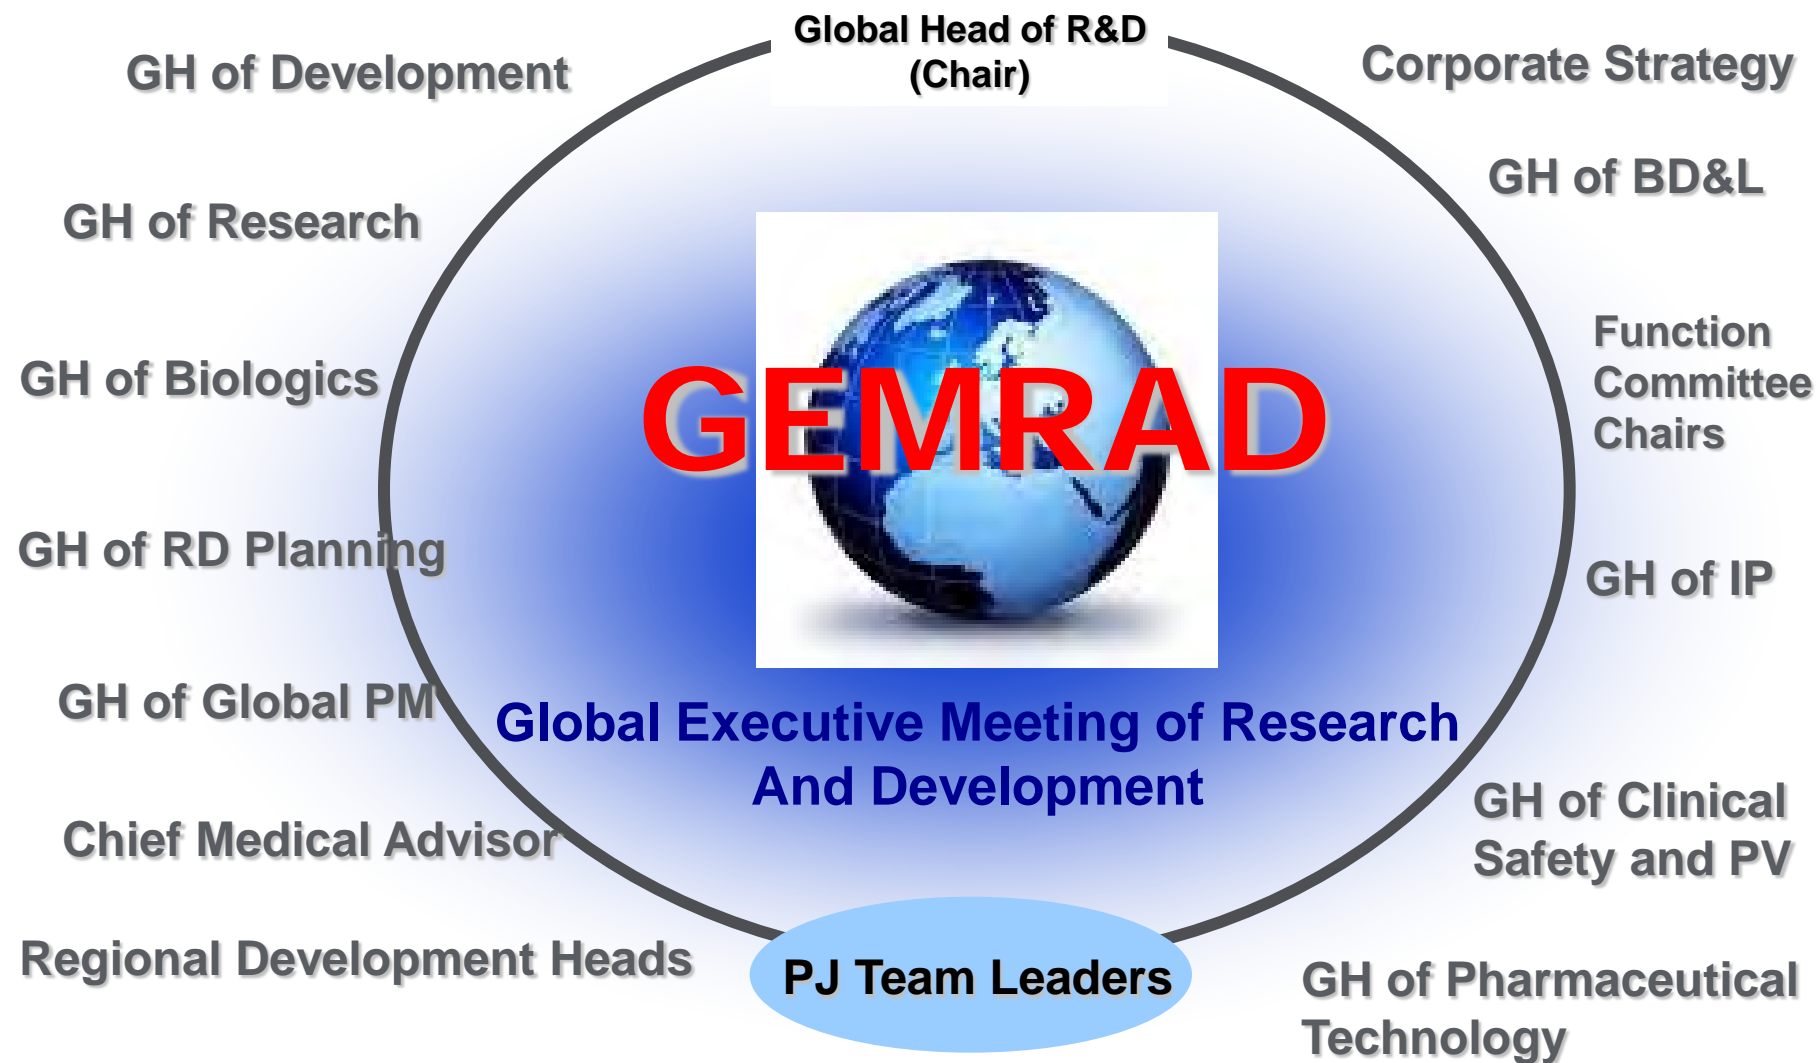 Global Head of R&D
(Chair)
GH of Development
GH of Research
GH of Biologics
GH of RD Planning
GH of Global PM
Chief Medical Advisor
Regional Development Heads
GEMRAD
Global Executive Meeting of Research
And Development
PJ Team Leaders
Corporate Strategy
GH of BD&L
Function
Committee
Chairs
GH of IP
GH of Clinical
Safety and PV
GH of Pharmaceutical
Technology